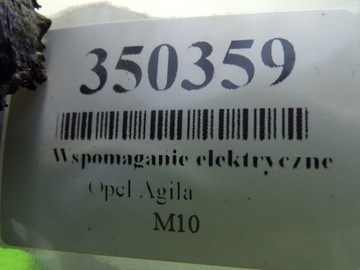 350359
Wspomaganie elektryczne
Opel Agila
M10